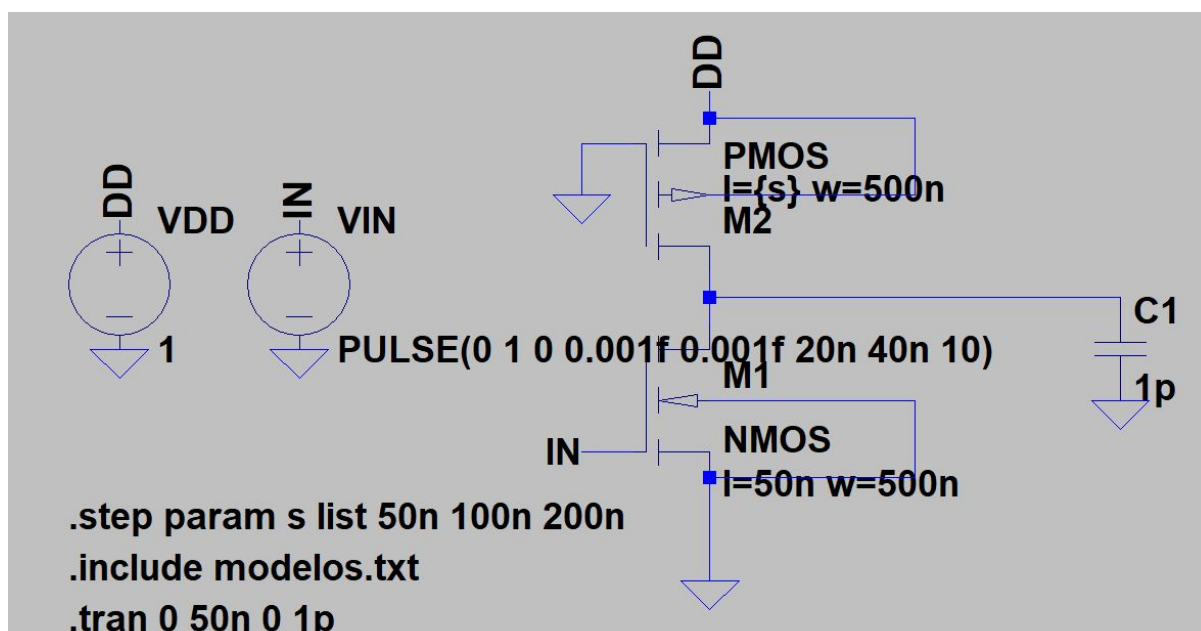 DD
VDD
1
IN
VIN
PULSE(0 1 0 0.001f 0.001f 20n 40n 10)
DD
PMOS
l={s} w=500n
M2
C1
1p
M1
IN
NMOS
l=50n w=500n
.step param s list 50n 100n 200n
.include modelos.txt
.tran 0 50n 0 1p